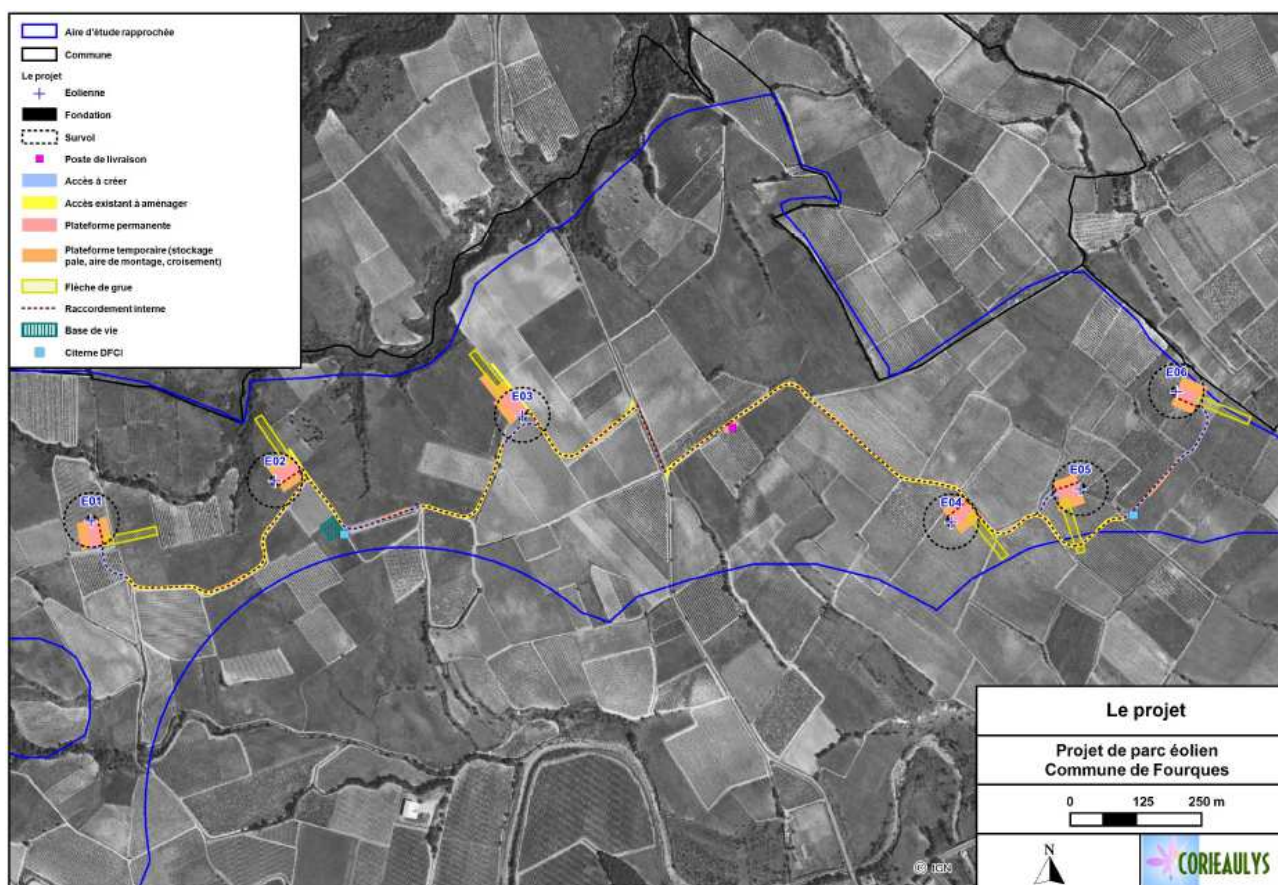 Aire d'étude rapprochée
Commune
Le projet
Eolienne
Fondation
Survol
Poste de livraison
Accès à créer
Accès existant à aménager
Plateforme permanente
Plateforme temporaire (stockage
pale, aire de montage, croisement)
Flèche de grue
Raccordement interne
Base de vie
Citerne DFCI
E01
E02
E03
E04
E05
E06
Le projet
Projet de parc éolien
Commune de Fourques
0 125 250 m
N
CORIEAULYS
© IGN